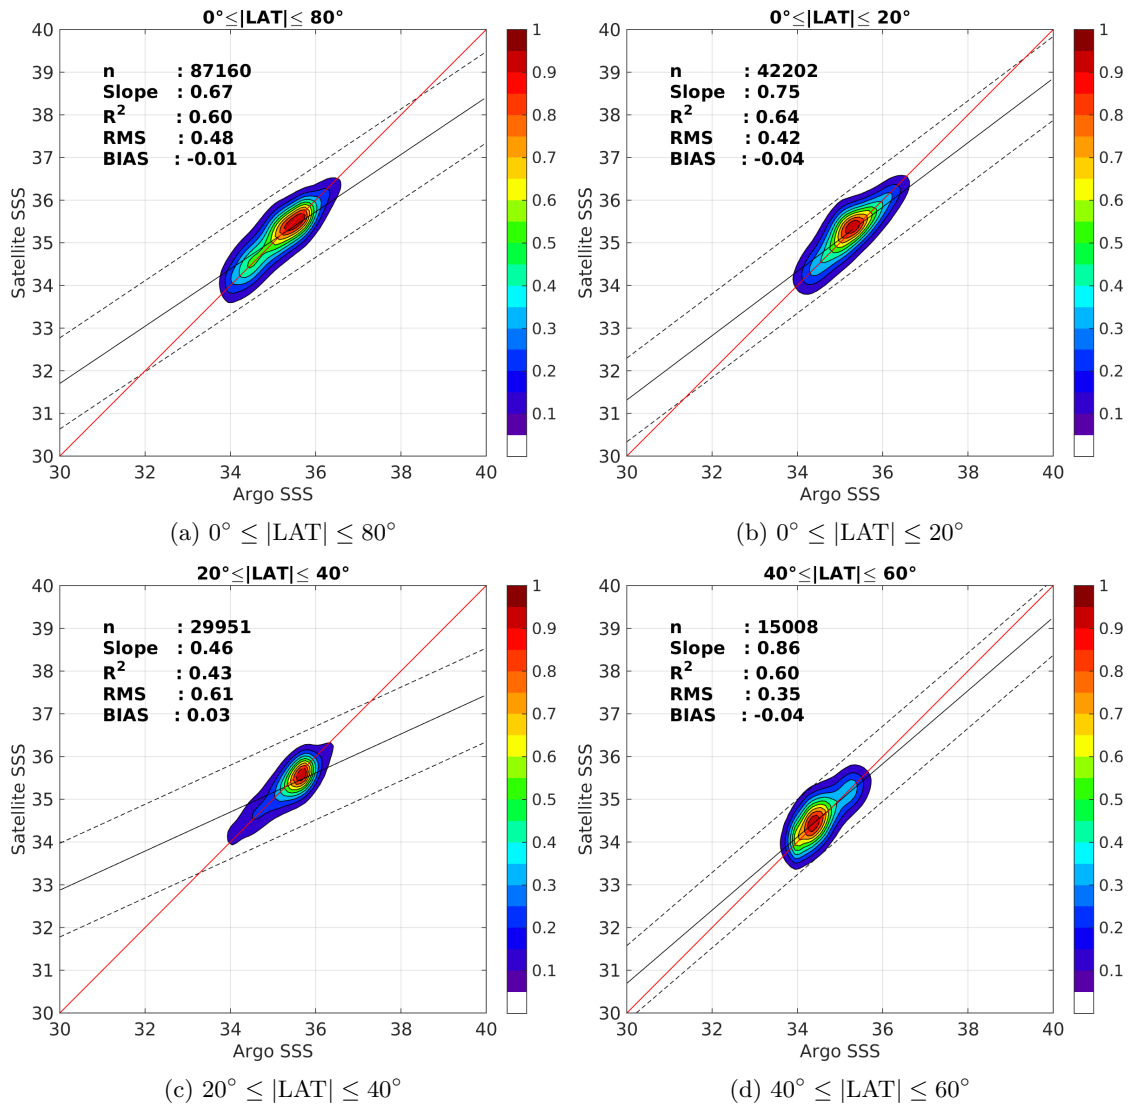 0°≤|LAT|≤ 80°
n : 87160
Slope : 0.67
R² : 0.60
RMS : 0.48
BIAS : -0.01
40
39
38
37
36
35
34
33
32
31
30
30 32 34 36 38 40
Satellite SSS
Argo SSS
1
0.9
0.8
0.7
0.6
0.5
0.4
0.3
0.2
0.1
(a) 0° ≤ |LAT| ≤ 80°
0°≤|LAT|≤ 20°
n : 42202
Slope : 0.75
R² : 0.64
RMS : 0.42
BIAS : -0.04
40
39
38
37
36
35
34
33
32
31
30
30 32 34 36 38 40
Satellite SSS
Argo SSS
1
0.9
0.8
0.7
0.6
0.5
0.4
0.3
0.2
0.1
(b) 0° ≤ |LAT| ≤ 20°
20°≤|LAT|≤ 40°
n : 29951
Slope : 0.46
R² : 0.43
RMS : 0.61
BIAS : 0.03
40
39
38
37
36
35
34
33
32
31
30
30 32 34 36 38 40
Satellite SSS
Argo SSS
1
0.9
0.8
0.7
0.6
0.5
0.4
0.3
0.2
0.1
(c) 20° ≤ |LAT| ≤ 40°
40°≤|LAT|≤ 60°
n : 15008
Slope : 0.86
R² : 0.60
RMS : 0.35
BIAS : -0.04
40
39
38
37
36
35
34
33
32
31
30
30 32 34 36 38 40
Satellite SSS
Argo SSS
1
0.9
0.8
0.7
0.6
0.5
0.4
0.3
0.2
0.1
(d) 40° ≤ |LAT| ≤ 60°